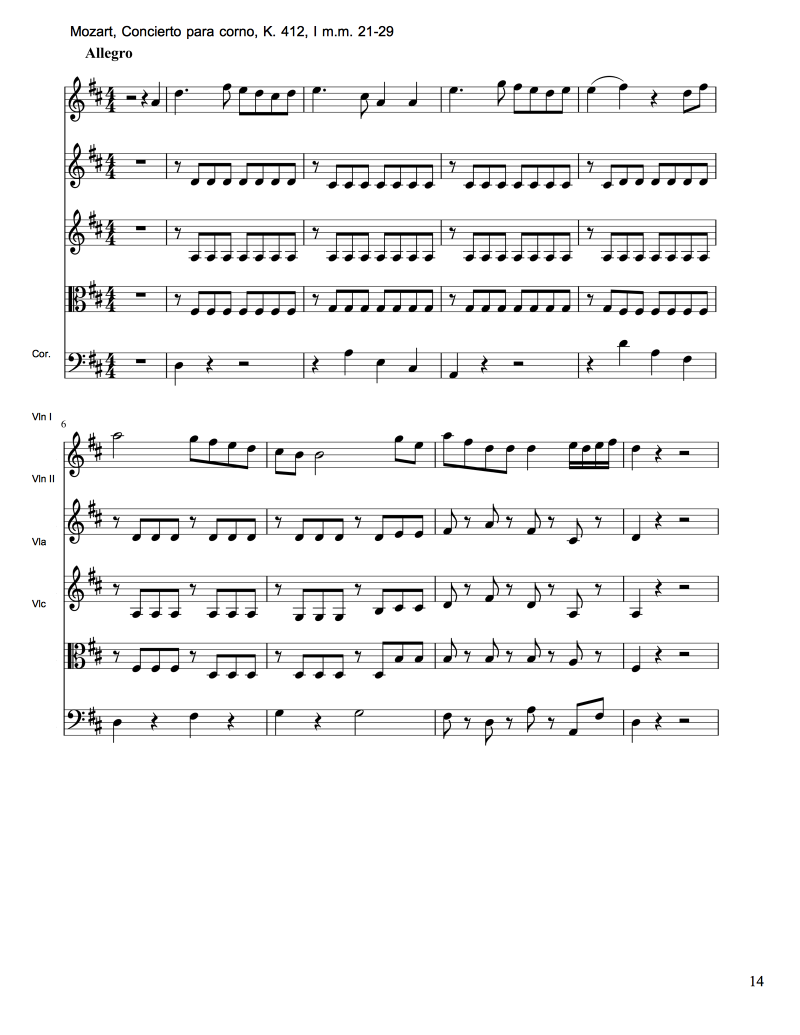 Mozart, Concierto para corno, K. 412, I m.m. 21-29
Allegro
Cor.
Vln I
6
Vln II
Vla
Vlc
14